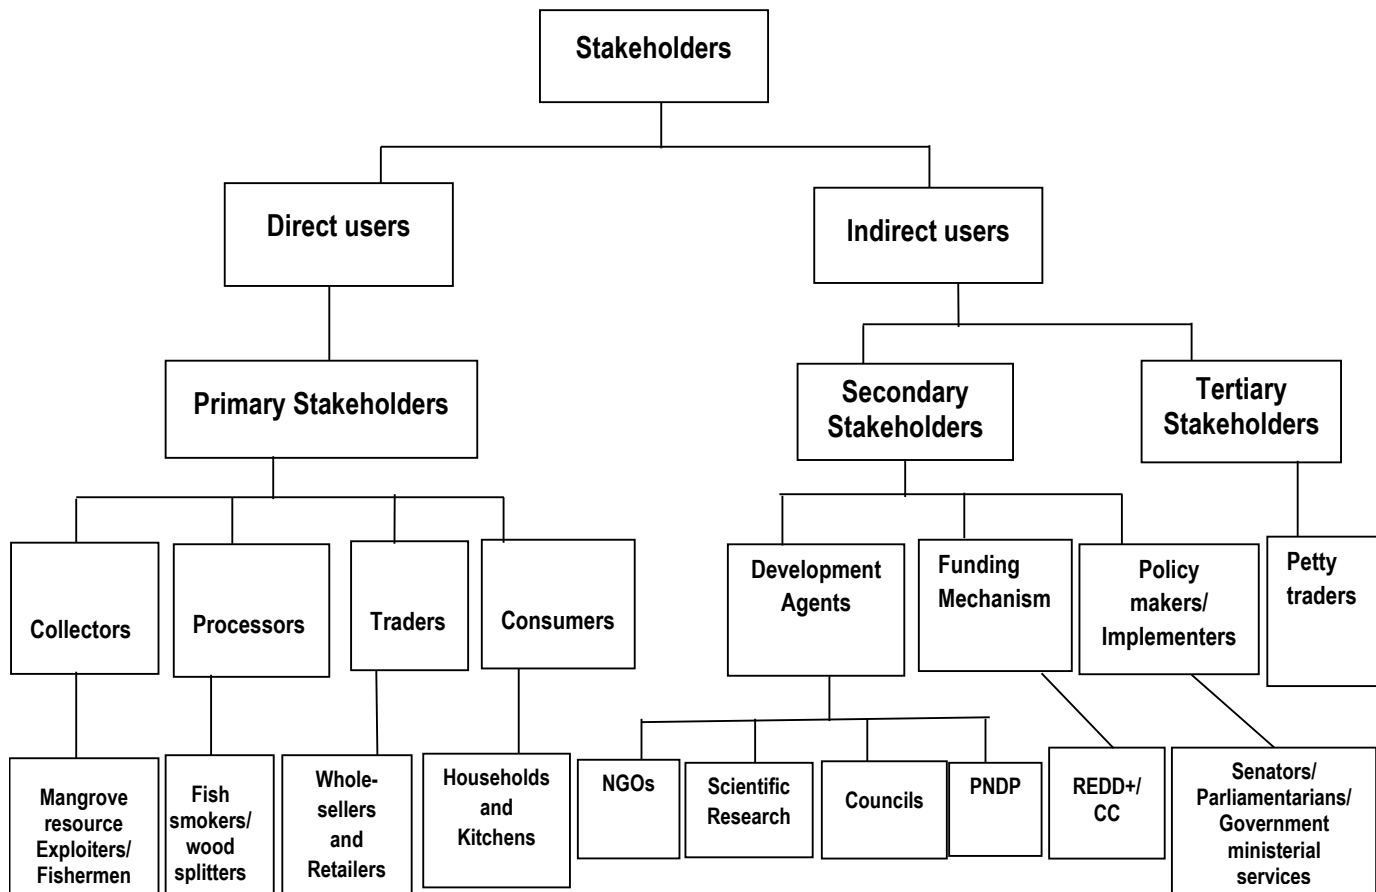 Stakeholders
Direct users
Indirect users
Primary Stakeholders
Secondary
Stakeholders
Tertiary
Stakeholders
Collectors
Processors
Traders
Consumers
Development
Agents
Funding
Mechanism
Policy
makers/
Implementers
Petty
traders
Mangrove
resource
Exploiters/
Fishermen
Fish
smokers/
wood
splitters
Whole-
sellers
and
Retailers
Households
and
Kitchens
NGOs
Scientific
Research
Councils
PNDP
REDD+/
CC
Senators/
Parliamentarians/
Government
ministerial
services